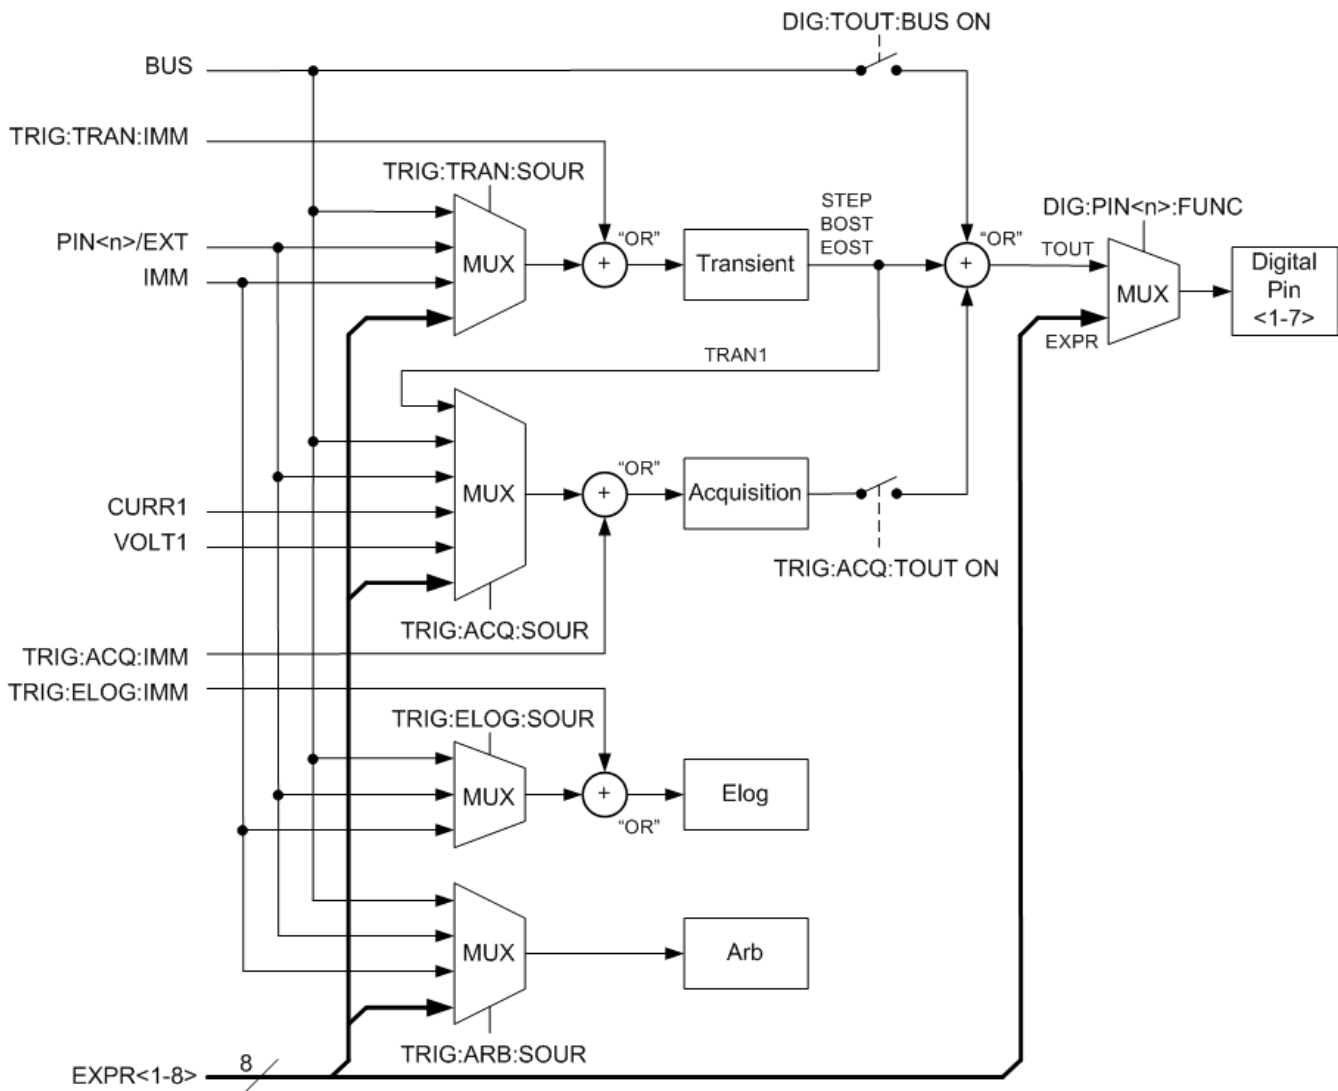 DIG:TOUT:BUS ON
BUS
TRIG:TRAN:IMM
TRIG:TRAN:SOUR
PIN<n>/EXT
IMM
MUX
"OR"
+
Transient
STEP
BOST
EOST
+
"OR"
DIG:PIN<n>:FUNC
TOUT
EXPR
MUX
Digital
Pin
<1-7>
TRAN1
CURR1
VOLT1
MUX
"OR"
+
Acquisition
TRIG:ACQ:TOUT ON
TRIG:ACQ:SOUR
TRIG:ACQ:IMM
TRIG:ELOG:IMM
TRIG:ELOG:SOUR
MUX
+
"OR"
Elog
MUX
Arb
TRIG:ARB:SOUR
EXPR<1-8>
8